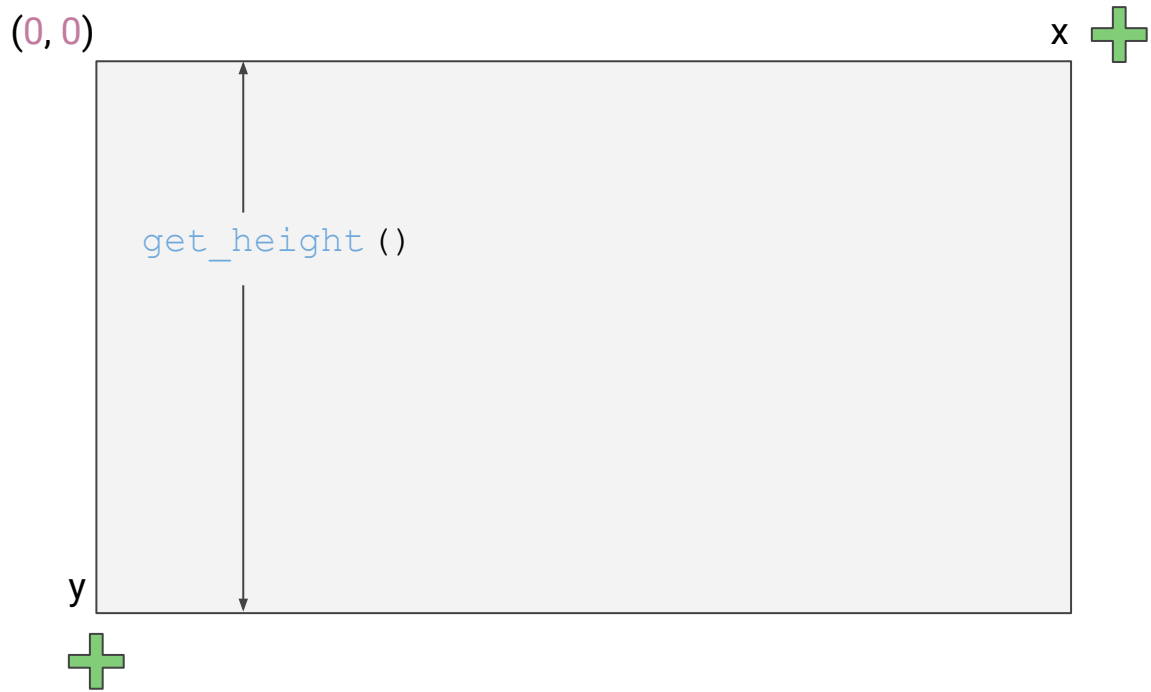 (0, 0)
x
get_height()
y